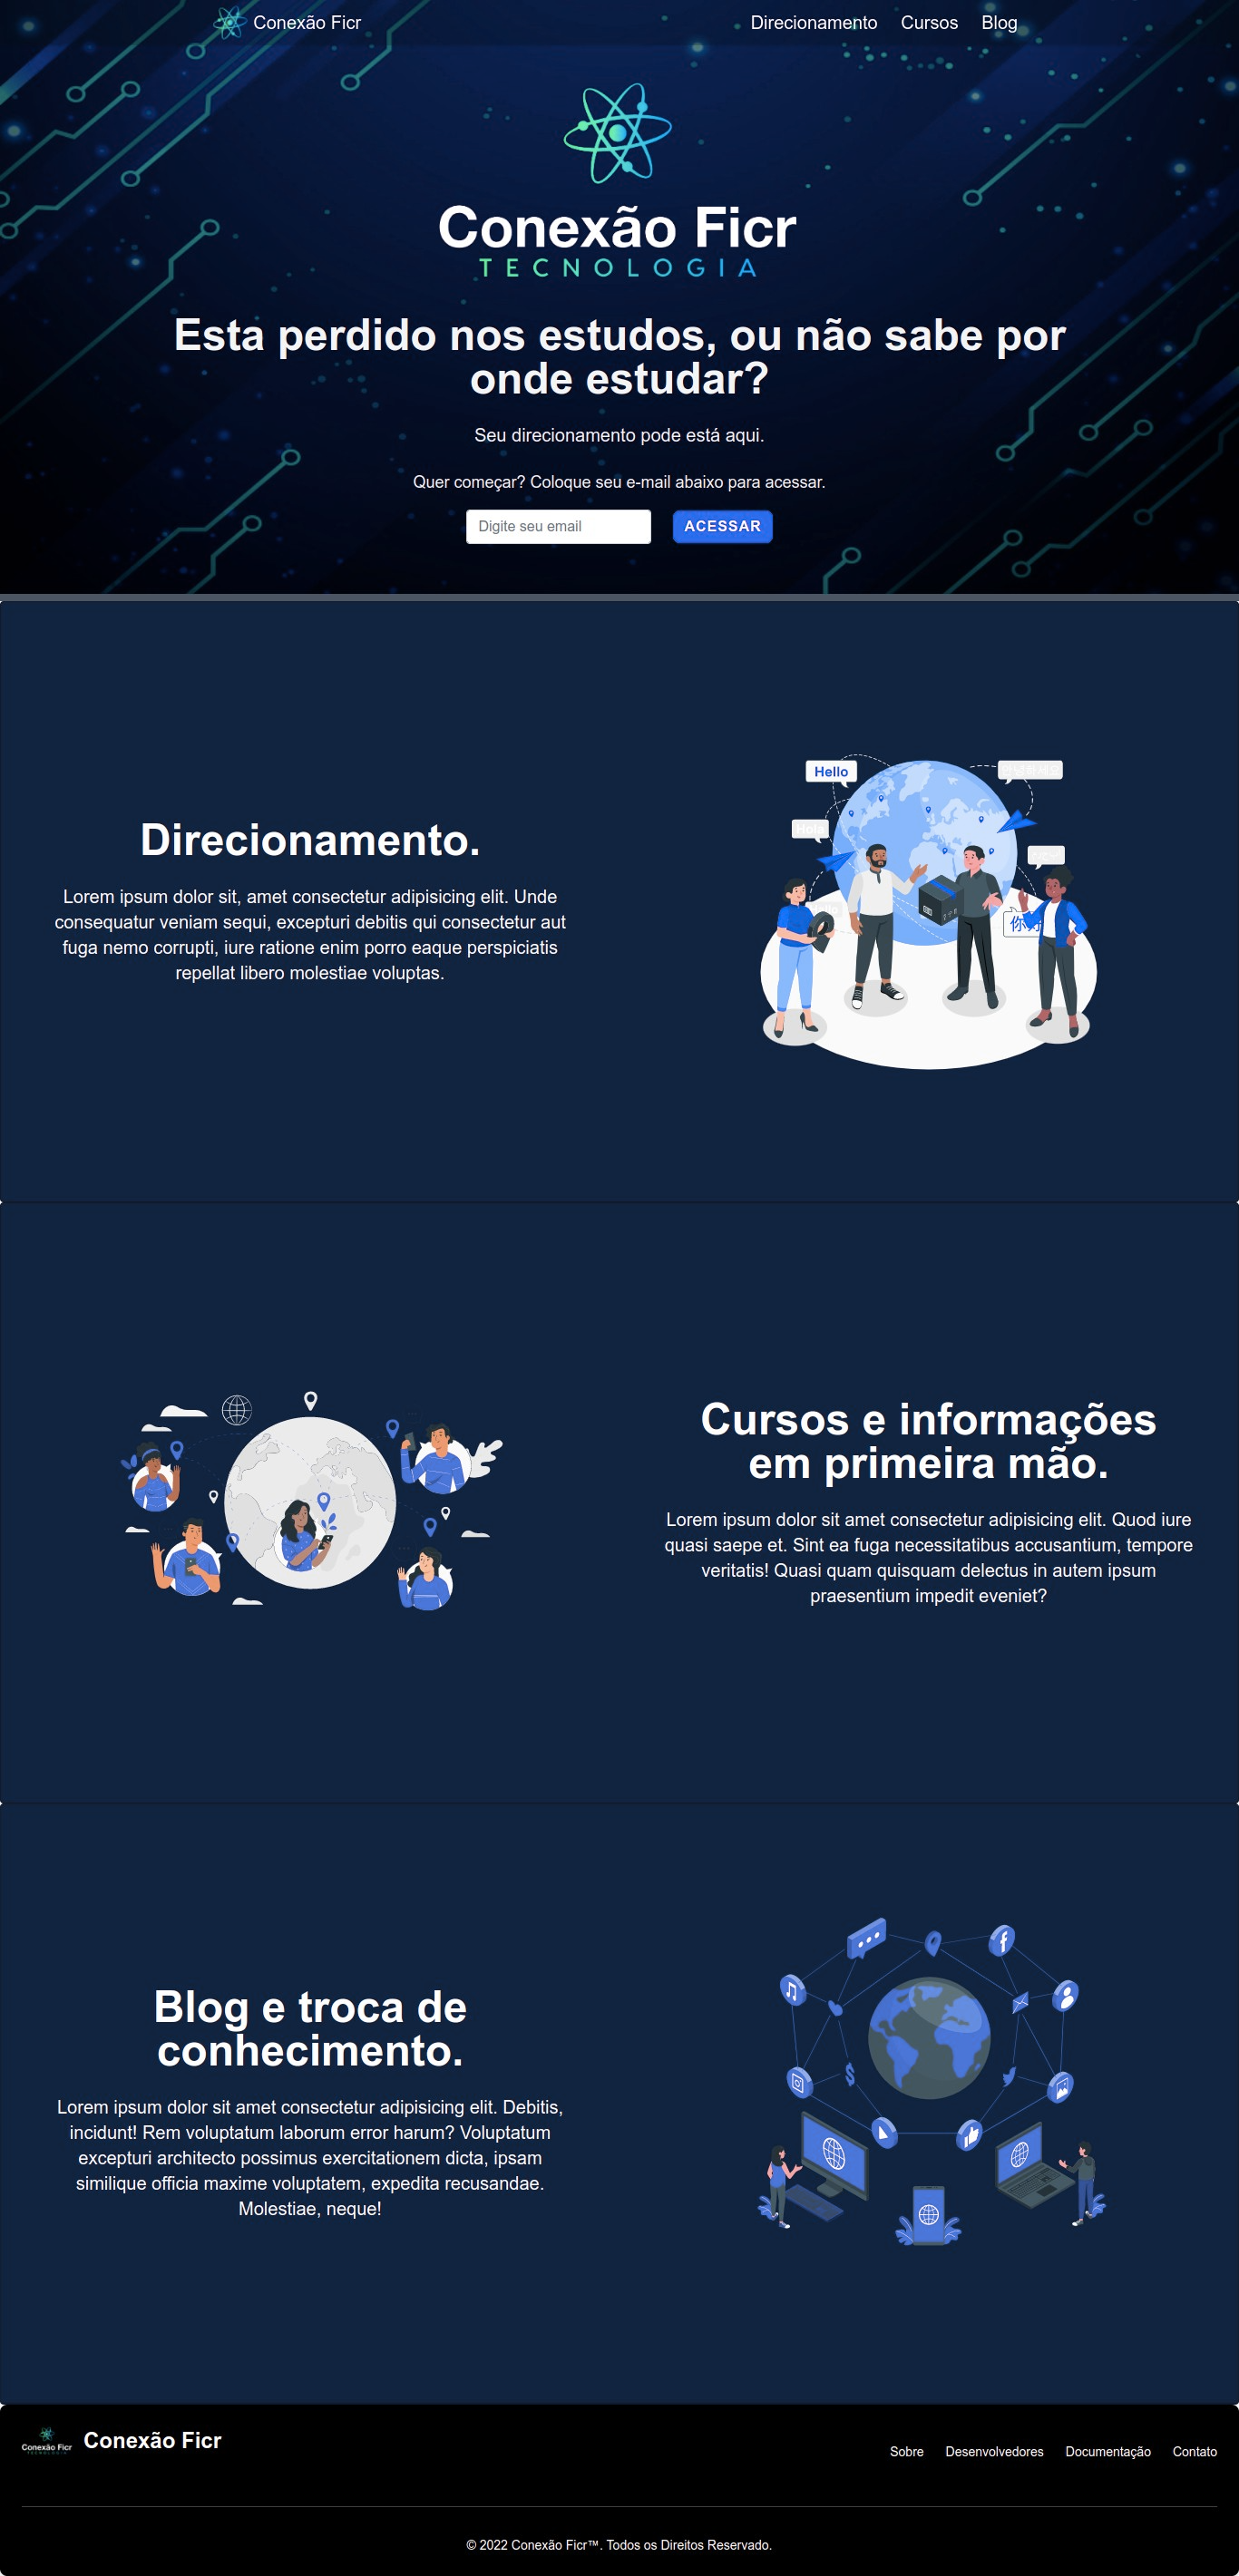 Conexão Ficr
Direcionamento
Cursos
Blog
Conexão Ficr
TECNOLOGIA
Esta perdido nos estudos, ou não sabe por
onde estudar?
Seu direcionamento pode está aqui.
Quer começar? Coloque seu e-mail abaixo para acessar.
Digite seu email
ACESSAR
Direcionamento.
Lorem ipsum dolor sit, amet consectetur adipisicing elit. Unde
consequatur veniam sequi, excepturi debitis qui consectetur aut
fuga nemo corrupti, iure ratione enim porro eaque perspiciatis
repellat libero molestiae voluptas.
Hello
Hola
你好
Cursos e informações
em primeira mão.
Lorem ipsum dolor sit amet consectetur adipisicing elit. Quod iure
quasi saepe et. Sint ea fuga necessitatibus accusantium, tempore
veritatis! Quasi quam quisquam delectus in autem ipsum
praesentium impedit eveniet?
Blog e troca de
conhecimento.
Lorem ipsum dolor sit amet consectetur adipisicing elit. Debitis,
incidunt! Rem voluptatum laborum error harum? Voluptatum
excepturi architecto possimus exercitationem dicta, ipsam
similique officia maxime voluptatem, expedita recusandae.
Molestiae, neque!
Conexão Ficr
TECNOLOGIA
Conexão Ficr
Sobre
Desenvolvedores
Documentação
Contato
© 2022 Conexão Ficr™. Todos os Direitos Reservado.